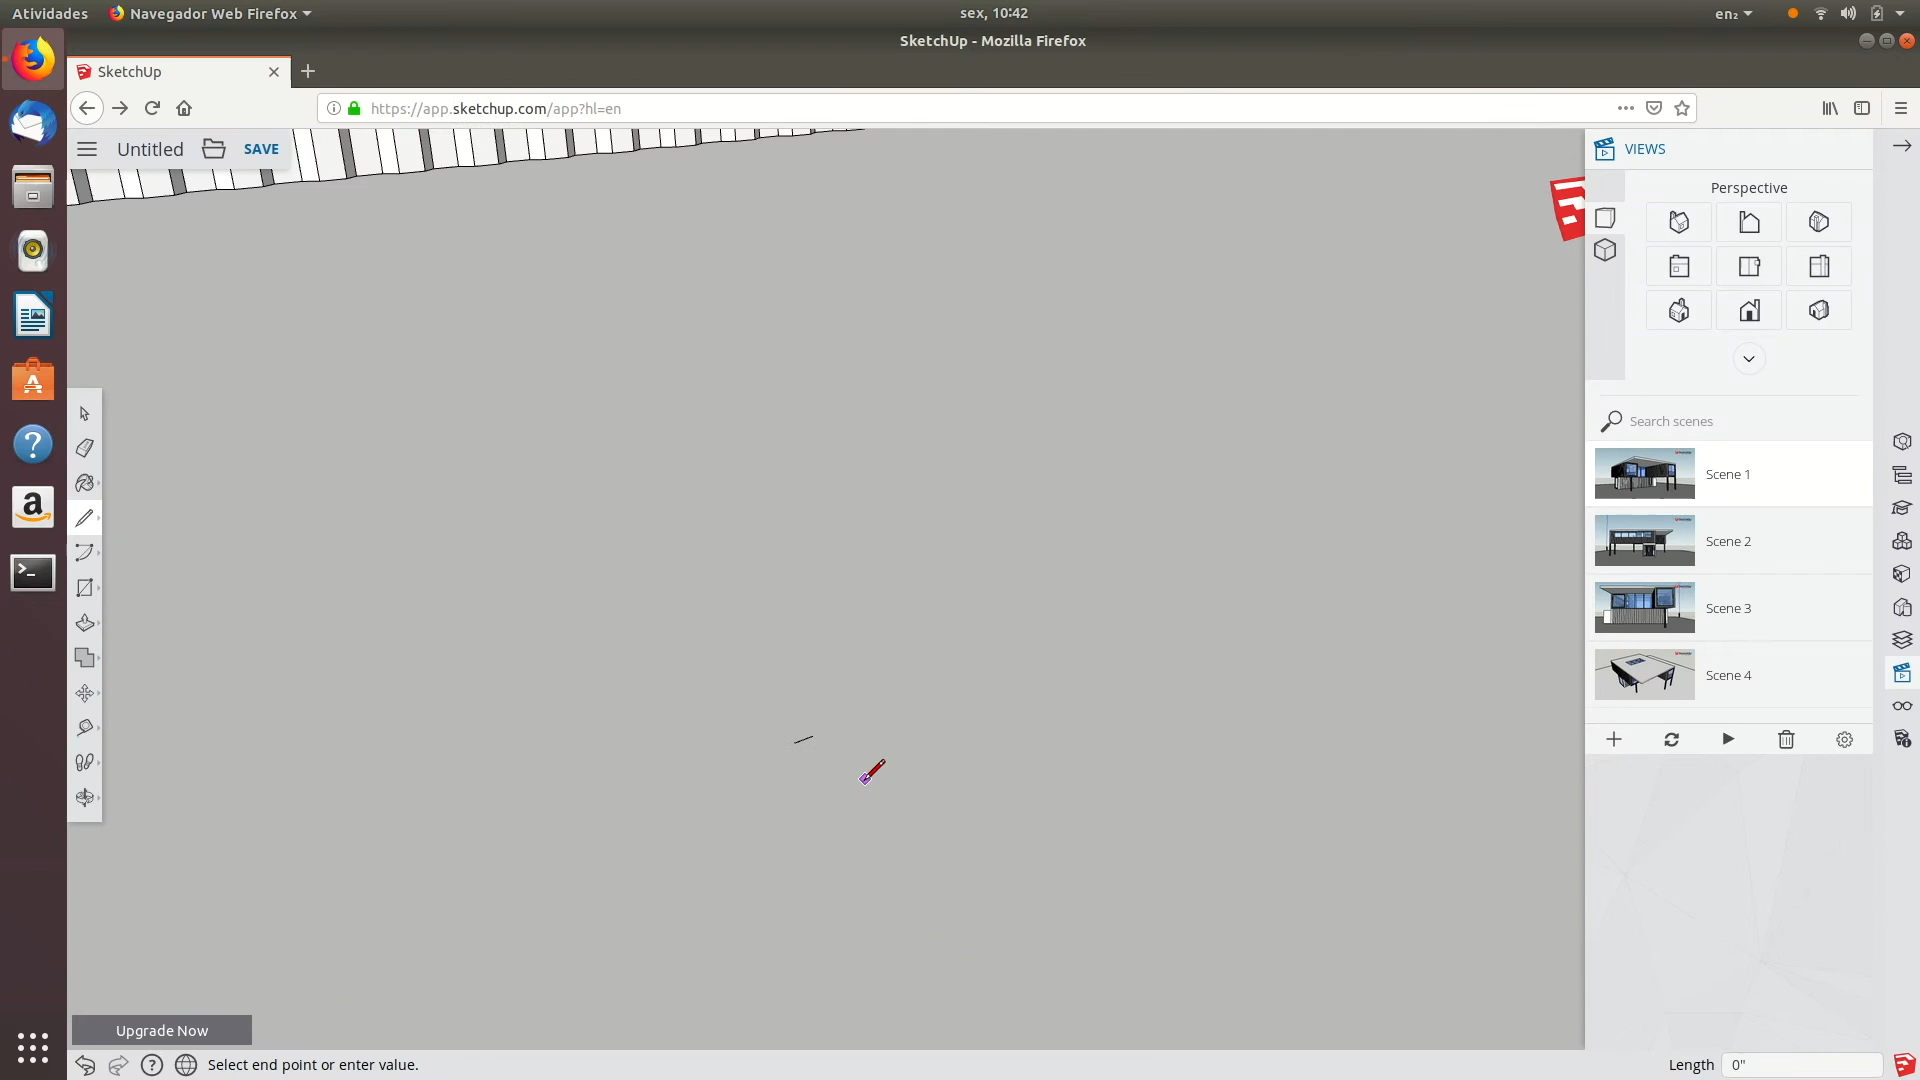 Atividades
Navegador Web Firefox
sex, 10:42
en₂
SketchUp - Mozilla Firefox
SketchUp
https://app.sketchup.com/app?hl=en
Untitled
SAVE
VIEWS
Perspective
Search scenes
Scene 1
Scene 2
Scene 3
Scene 4
Upgrade Now
Select end point or enter value.
Length
0"